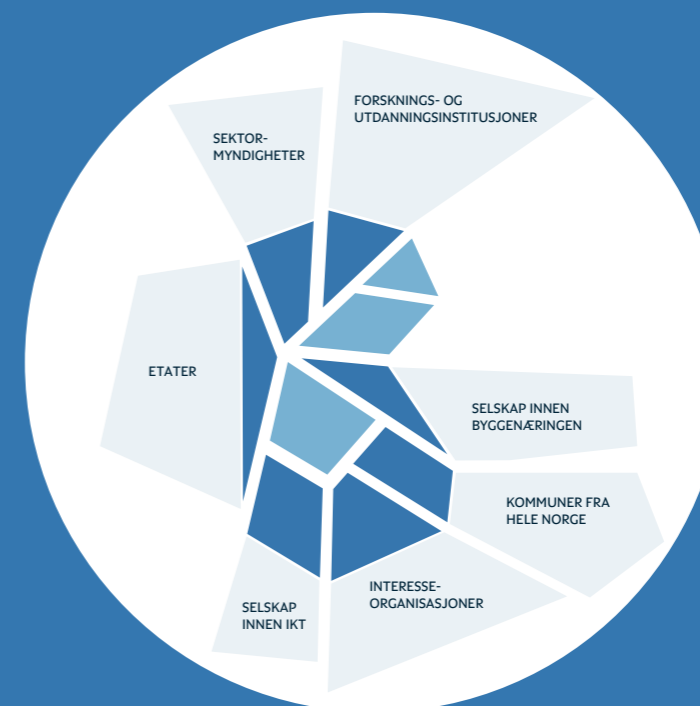 FORSKNINGS- OG
UTDANNINGSINSTITUSJONER
SEKTOR-
MYNDIGHETER
ETATER
SELSKAP INNEN
BYGGENÆRINGEN
KOMMUNER FRA
HELE NORGE
INTERESSE-
ORGANISASJONER
SELSKAP
INNEN IKT